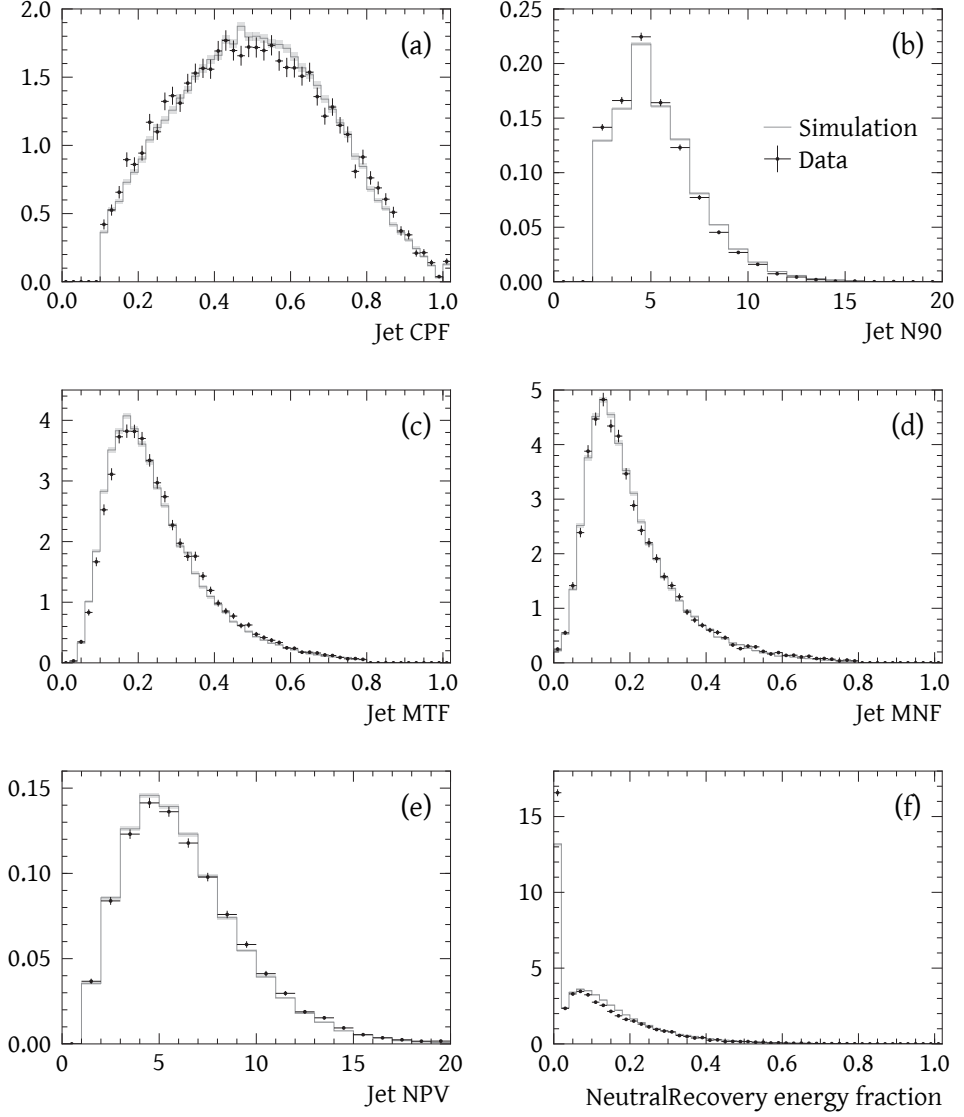 2.0
1.5
1.0
0.5
0.0
0.0 0.2 0.4 0.6 0.8 1.0
(a)
Jet CPF
0.25
0.20
0.15
0.10
0.05
0.00
5 10 15 20
(b)
Simulation
Data
Jet N90
4
3
2
1
0
0.0 0.2 0.4 0.6 0.8 1.0
(c)
Jet MTF
5
4
3
2
1
0
0.0 0.2 0.4 0.6 0.8 1.0
(d)
Jet MNF
0.15
0.10
0.05
0.00
0 5 10 15 20
(e)
Jet NPV
15
10
5
0
0.0 0.2 0.4 0.6 0.8 1.0
(f)
NeutralRecovery energy fraction